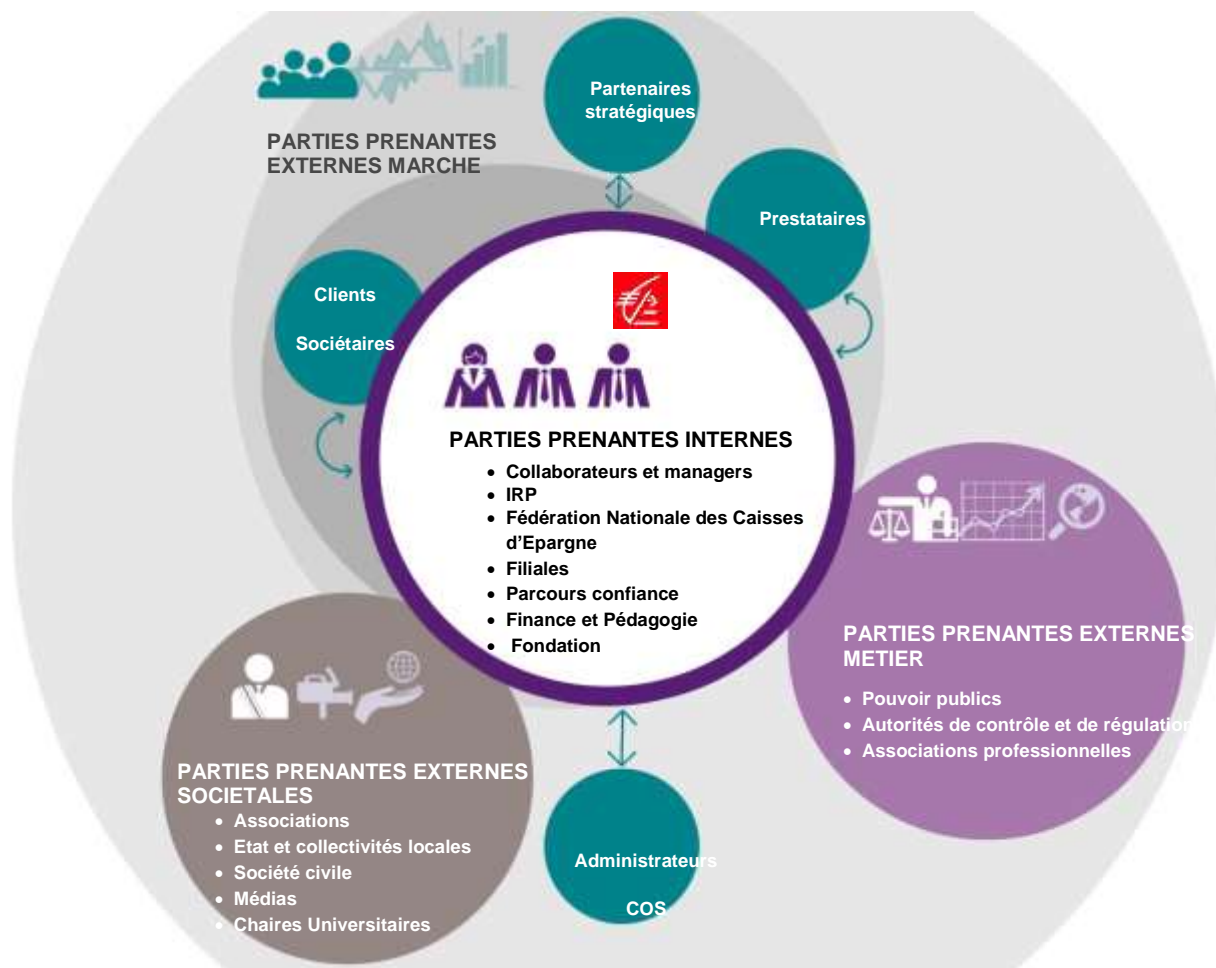 Partenaires
stratégiques
PARTIES PRENANTES
EXTERNES MARCHE
Prestataires
Clients
Sociétaires
PARTIES PRENANTES INTERNES
• Collaborateurs et managers
• IRP
• Fédération Nationale des Caisses
d’Epargne
• Filiales
• Parcours confiance
• Finance et Pédagogie
• Fondation
PARTIES PRENANTES EXTERNES
METIER
• Pouvoir publics
• Autorités de contrôle et de régulation
• Associations professionnelles
PARTIES PRENANTES EXTERNES
SOCIETALES
• Associations
• Etat et collectivités locales
• Société civile
• Médias
• Chaires Universitaires
Administrateurs
COS